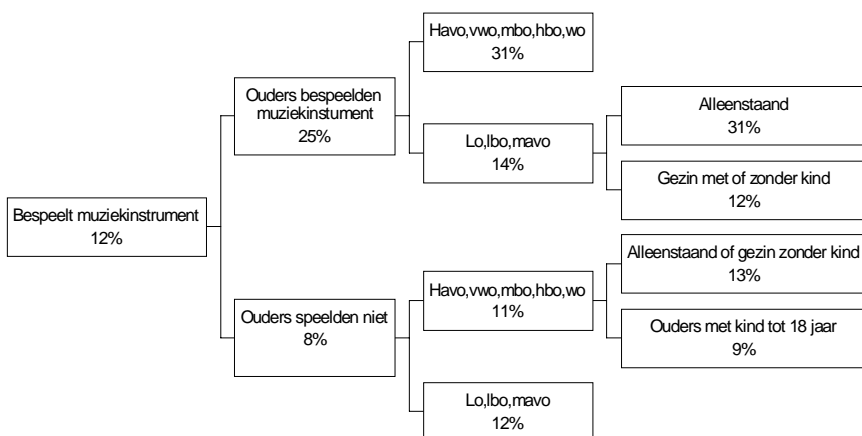 Bespeelt muziekinstrument
12%
Ouders bespeelden
muziekinstument
25%
Ouders speelden niet
8%
Havo,vwo,mbo,hbo,wo
31%
Lo,lbo,mavo
14%
Havo,vwo,mbo,hbo,wo
11%
Lo,lbo,mavo
12%
Alleenstaand
31%
Gezin met of zonder kind
12%
Alleenstaand of gezin zonder kind
13%
Ouders met kind tot 18 jaar
9%